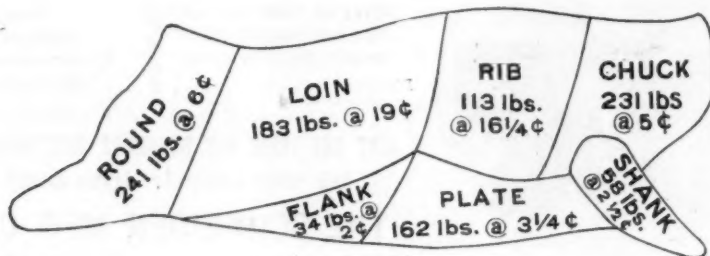 ROUND
241 lbs. @ 6¢
LOIN
183 lbs. @ 19¢
RIB
113 lbs.
@ 16¼¢
CHUCK
231 lbs
@ 5¢
FLANK
34 lbs. @
2¢
PLATE
162 lbs. @ 3¼¢
SHANK
58 lbs.
@ 2½¢